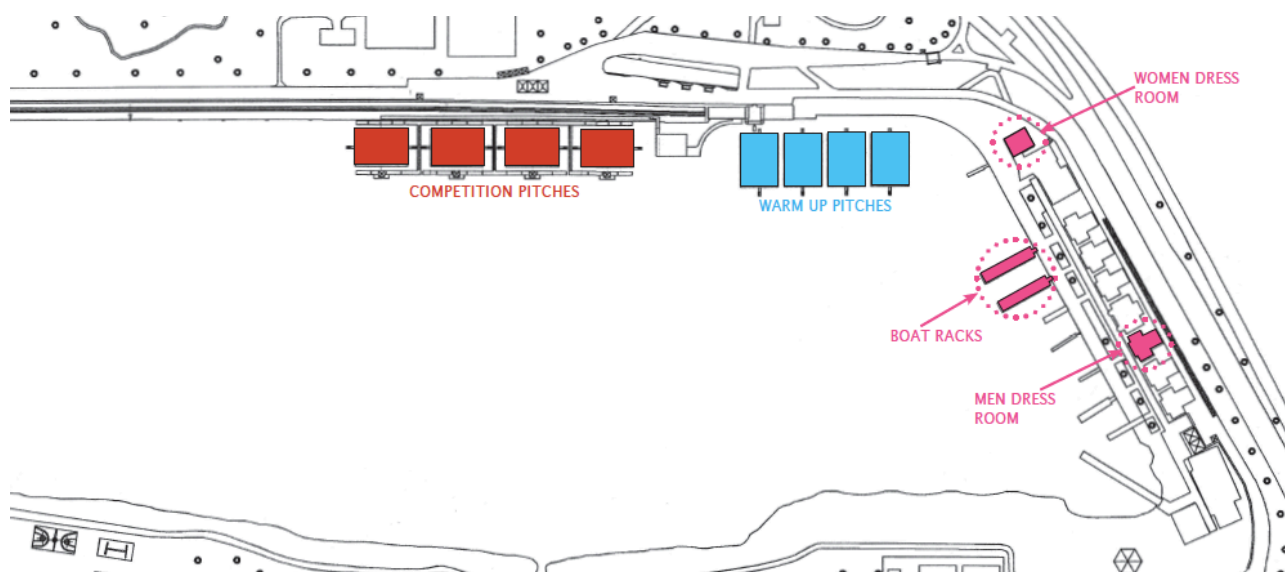 WOMEN DRESS
ROOM
COMPETITION PITCHES
WARM UP PITCHES
BOAT RACKS
MEN DRESS
ROOM